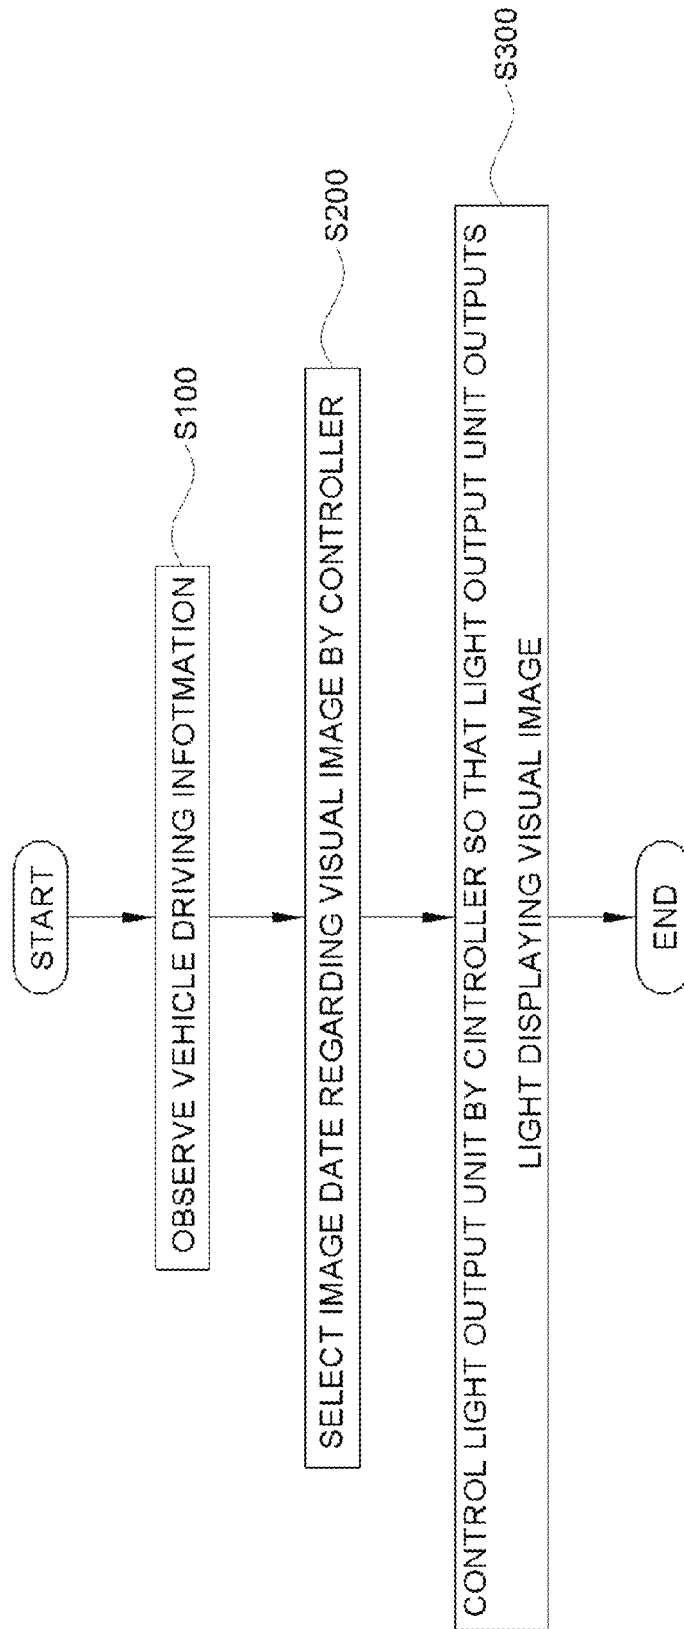 START
OBSERVE VEHICLE DRIVING INFOTMATION
S100
SELECT IMAGE DATE REGARDING VISUAL IMAGE BY CONTROLLER
S200
CONTROL LIGHT OUTPUT UNIT BY CINTROLLER SO THAT LIGHT OUTPUT UNIT OUTPUTS
LIGHT DISPLAYING VISUAL IMAGE
S300
END